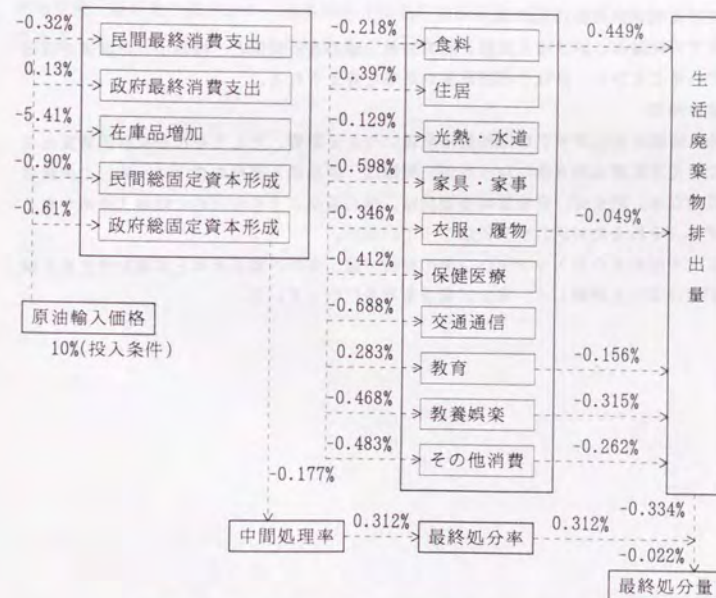 -0.32% 民間最終消費支出 -0.218% 食料 0.449%
0.13% 政府最終消費支出 -0.397% 住居
-5.41% 在庫品増加 -0.129% 光熱・水道
-0.90% 民間総固定資本形成 -0.598% 家具・家事
-0.61% 政府総固定資本形成 -0.346% 衣服・履物 -0.049%
-0.412% 保健医療
原油輸入価格 -0.688% 交通通信
10%(投入条件)
0.283% 教育 -0.156%
-0.468% 教養娯楽 -0.315%
-0.483% その他消費 -0.262%
生活廃棄物排出量
-0.177%
-0.334%
中間処理率 0.312% 最終処分率 0.312%
-0.022%
最終処分量